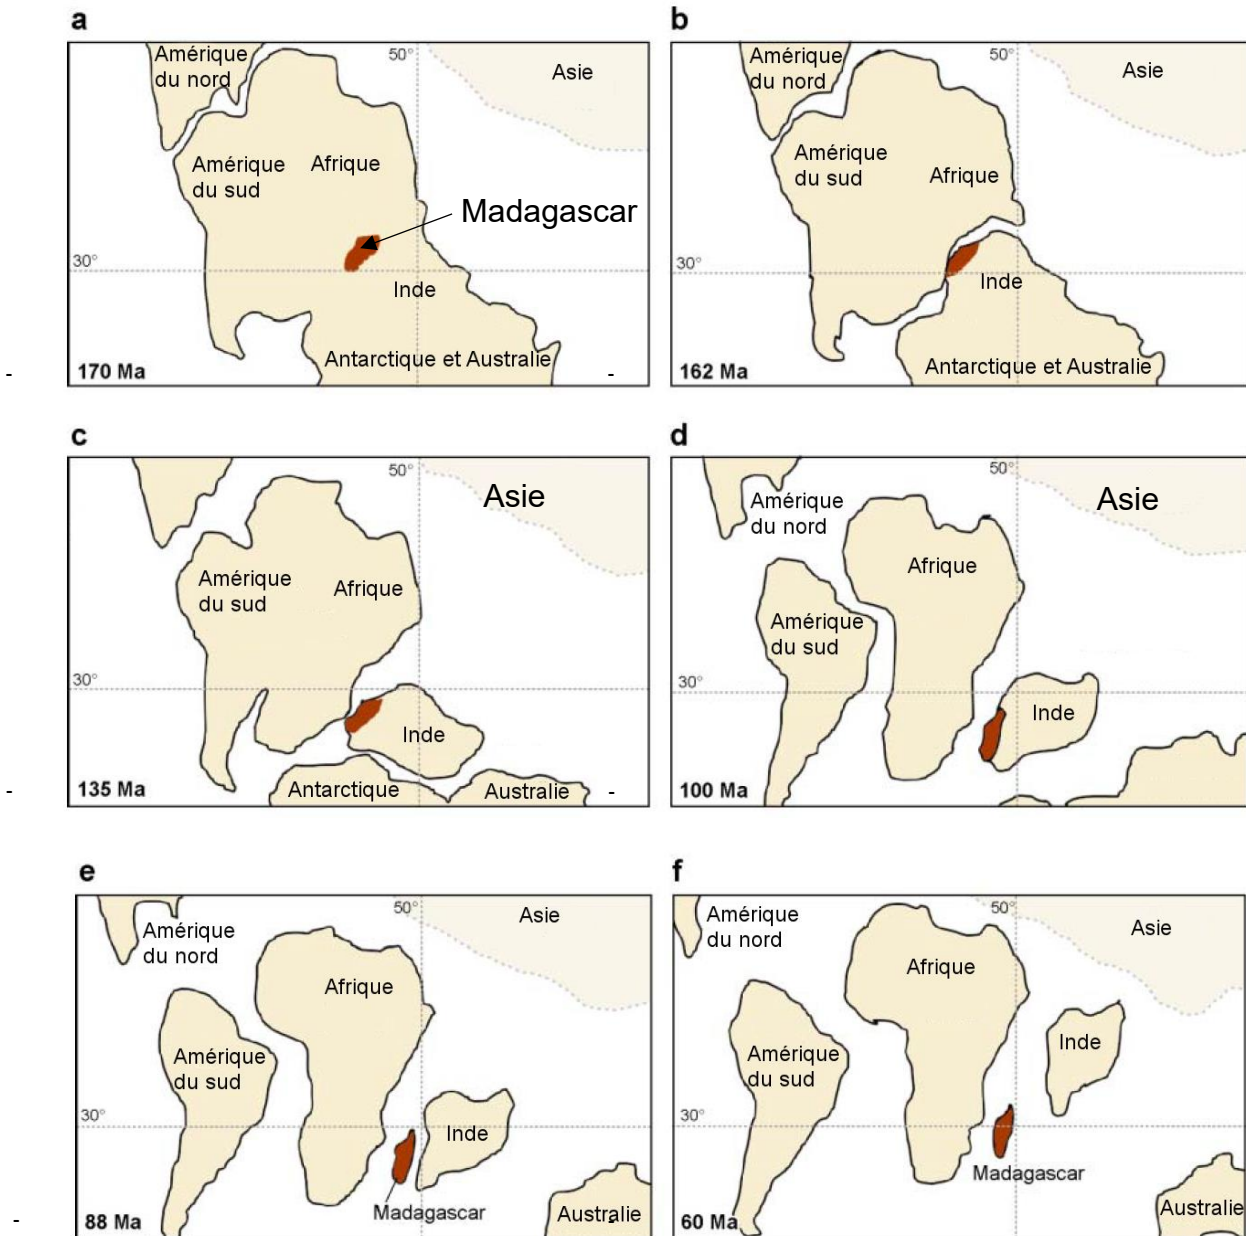 a
Amérique
du nord
50°
Asie
Amérique
du sud
Afrique
Madagascar
30°
Inde
Antarctique et Australie
170 Ma
b
Amérique
du nord
50°
Asie
Amérique
du sud
Afrique
30°
Inde
Antarctique et Australie
162 Ma
c
50°
Asie
Amérique
du sud
Afrique
30°
Inde
Antarctique
Australie
135 Ma
d
50°
Amérique
du nord
Asie
Afrique
Amérique
du sud
30°
Inde
100 Ma
e
50°
Asie
Amérique
du nord
Afrique
Amérique
du sud
30°
Inde
Madagascar
Australie
88 Ma
f
50°
Amérique
du nord
Asie
Afrique
Inde
Amérique
du sud
30°
Madagascar
Australie
60 Ma